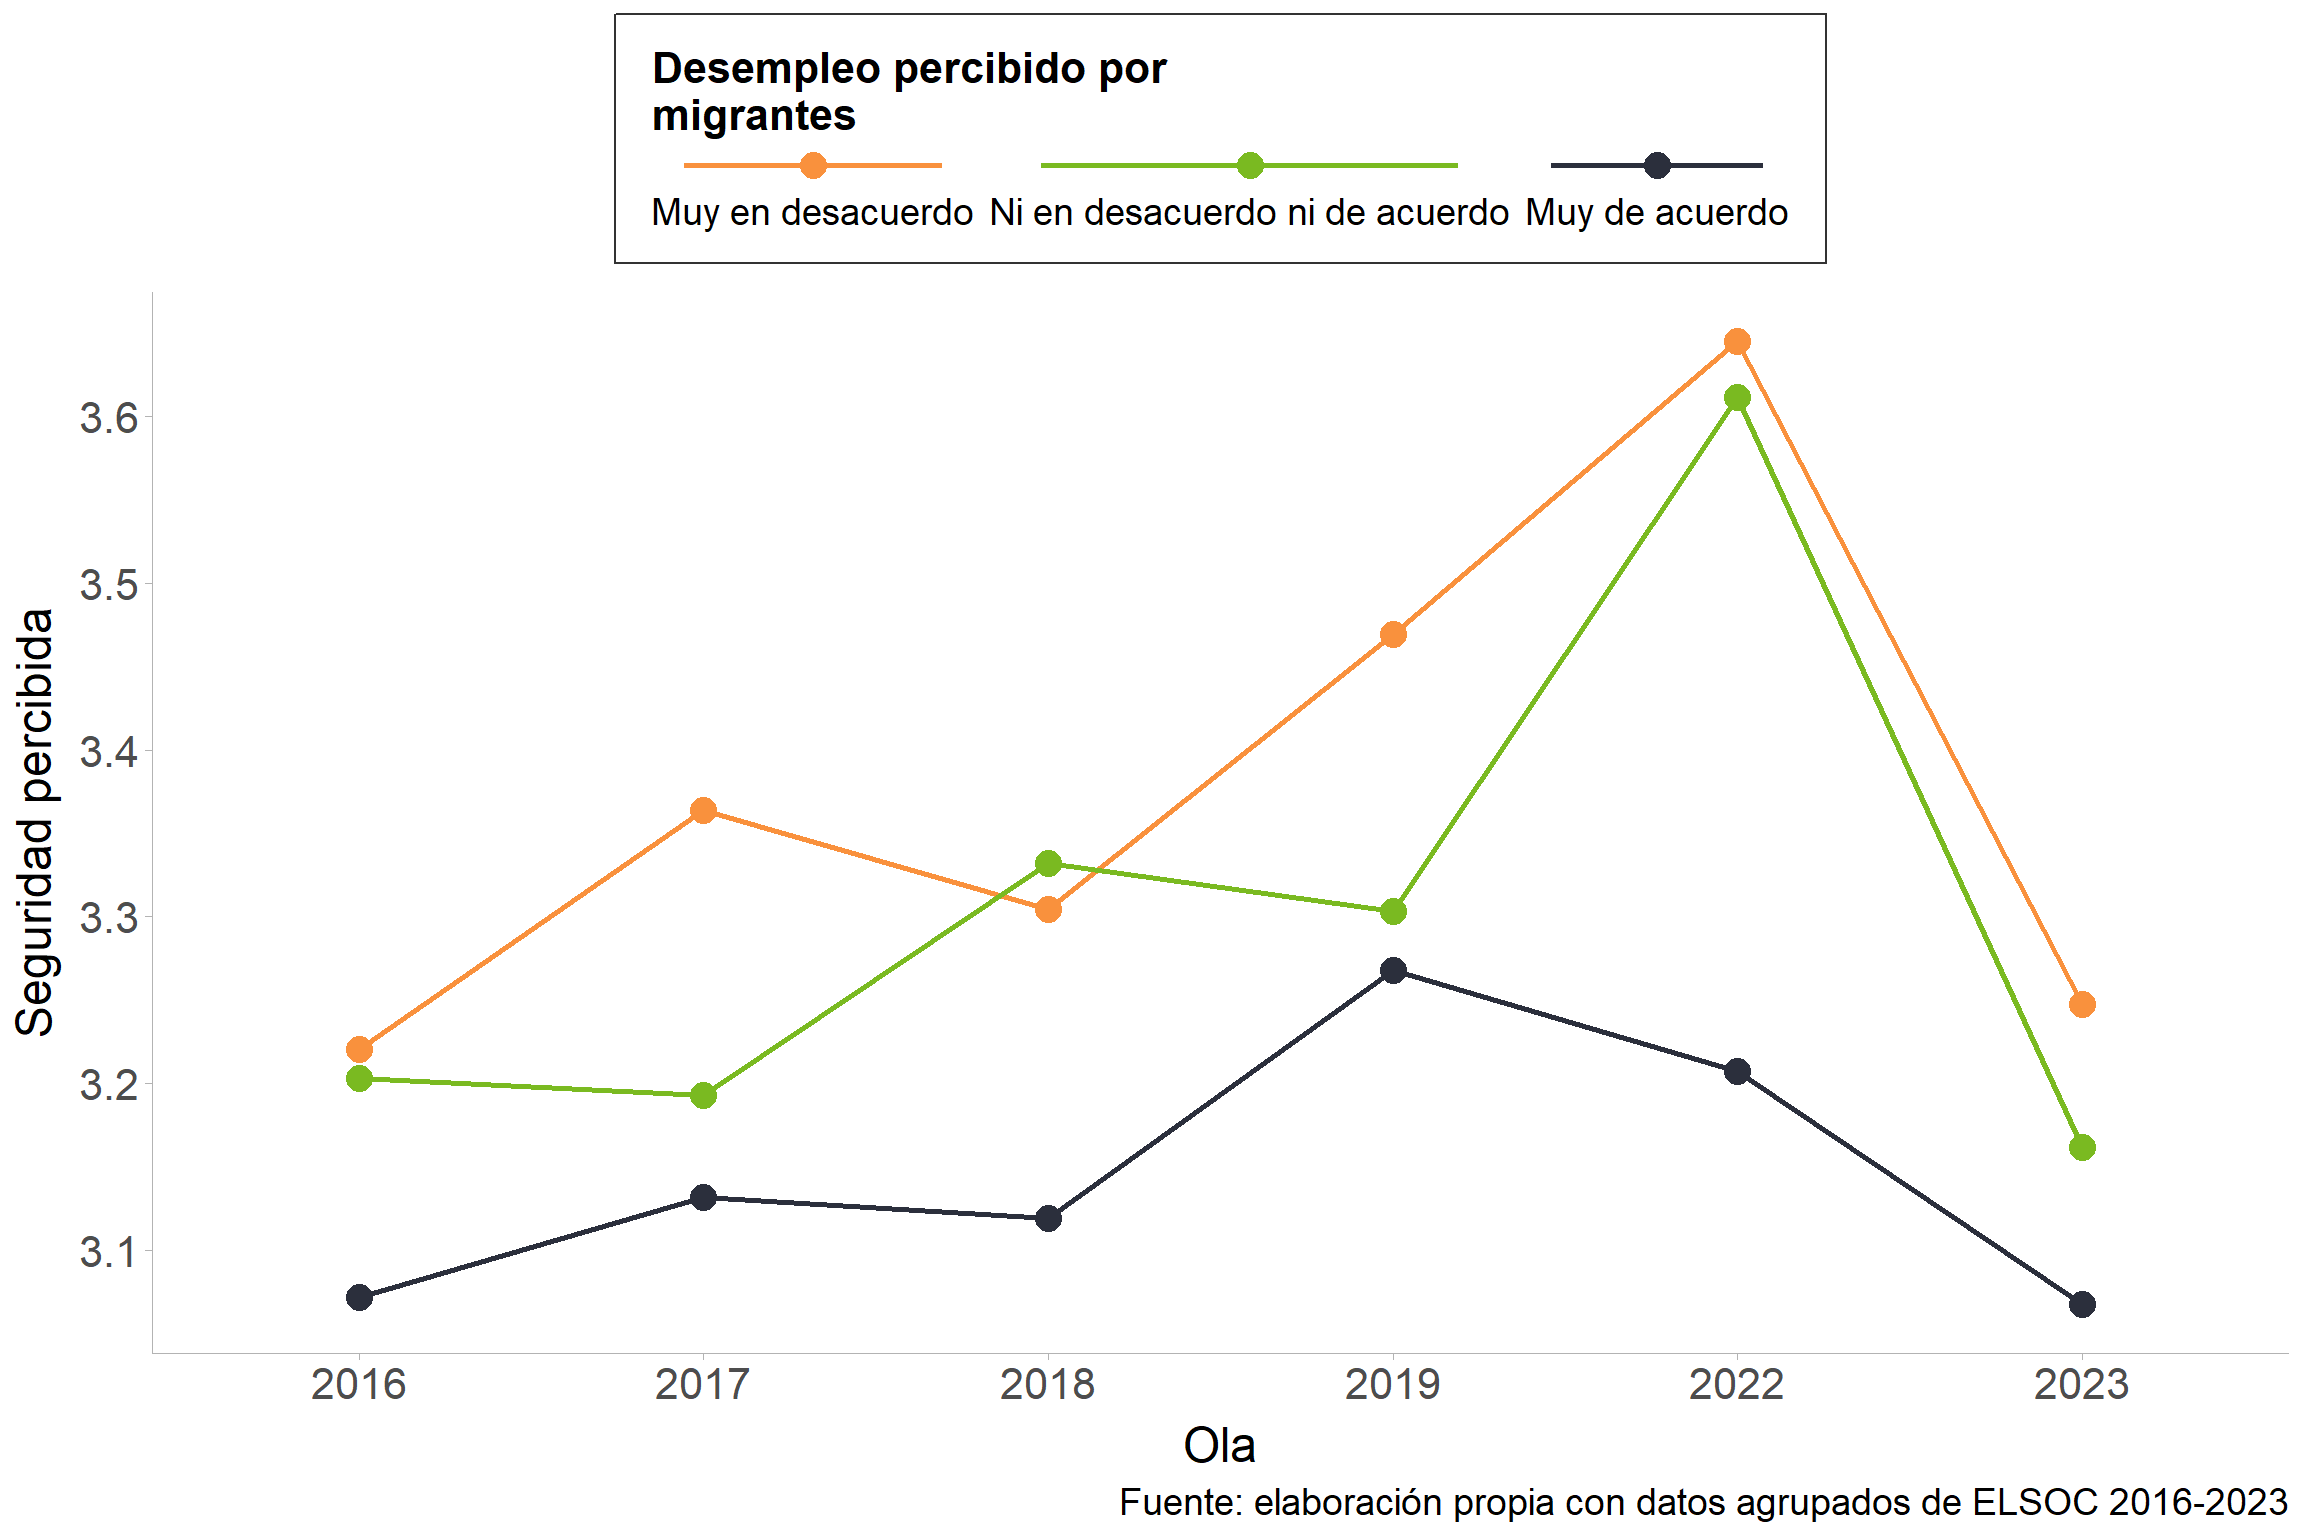 Desempleo percibido por
migrantes
Muy en desacuerdo Ni en desacuerdo ni de acuerdo Muy de acuerdo
Seguridad percibida
3.6
3.5
3.4
3.3
3.2
3.1
2016 2017 2018 2019 2022 2023
Ola
Fuente: elaboración propia con datos agrupados de ELSOC 2016-2023